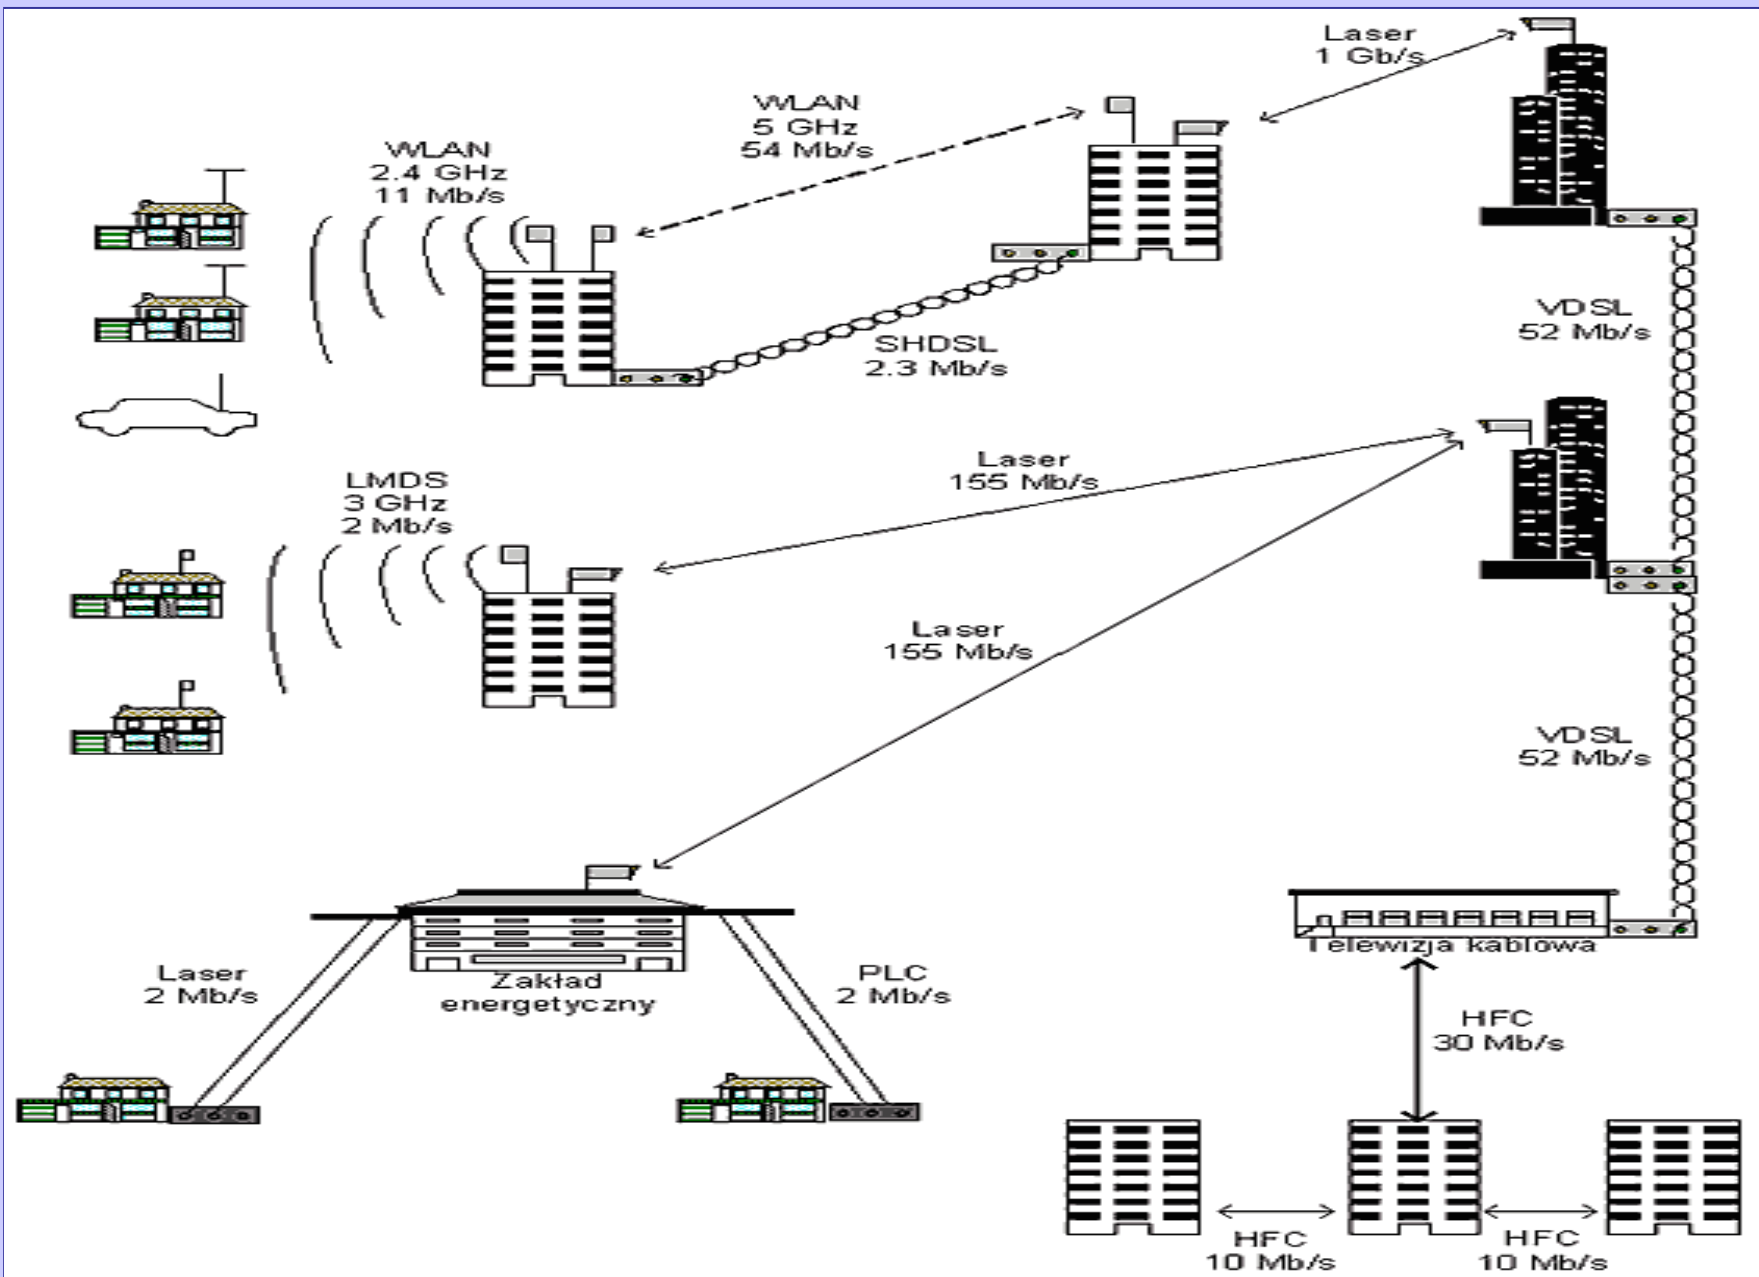 Laser
1 Gb/s
WLAN
5 GHz
54 Mb/s
WLAN
2.4 GHz
11 Mb/s
VDSL
52 Mb/s
SHDSL
2.3 Mb/s
Laser
155 Mb/s
LMDS
3 GHz
2 Mb/s
Laser
155 Mb/s
VDSL
52 Mb/s
Telewizja kablowa
Laser
2 Mb/s
Zakład
energetyczny
PLC
2 Mb/s
HFC
30 Mb/s
HFC
10 Mb/s
HFC
10 Mb/s